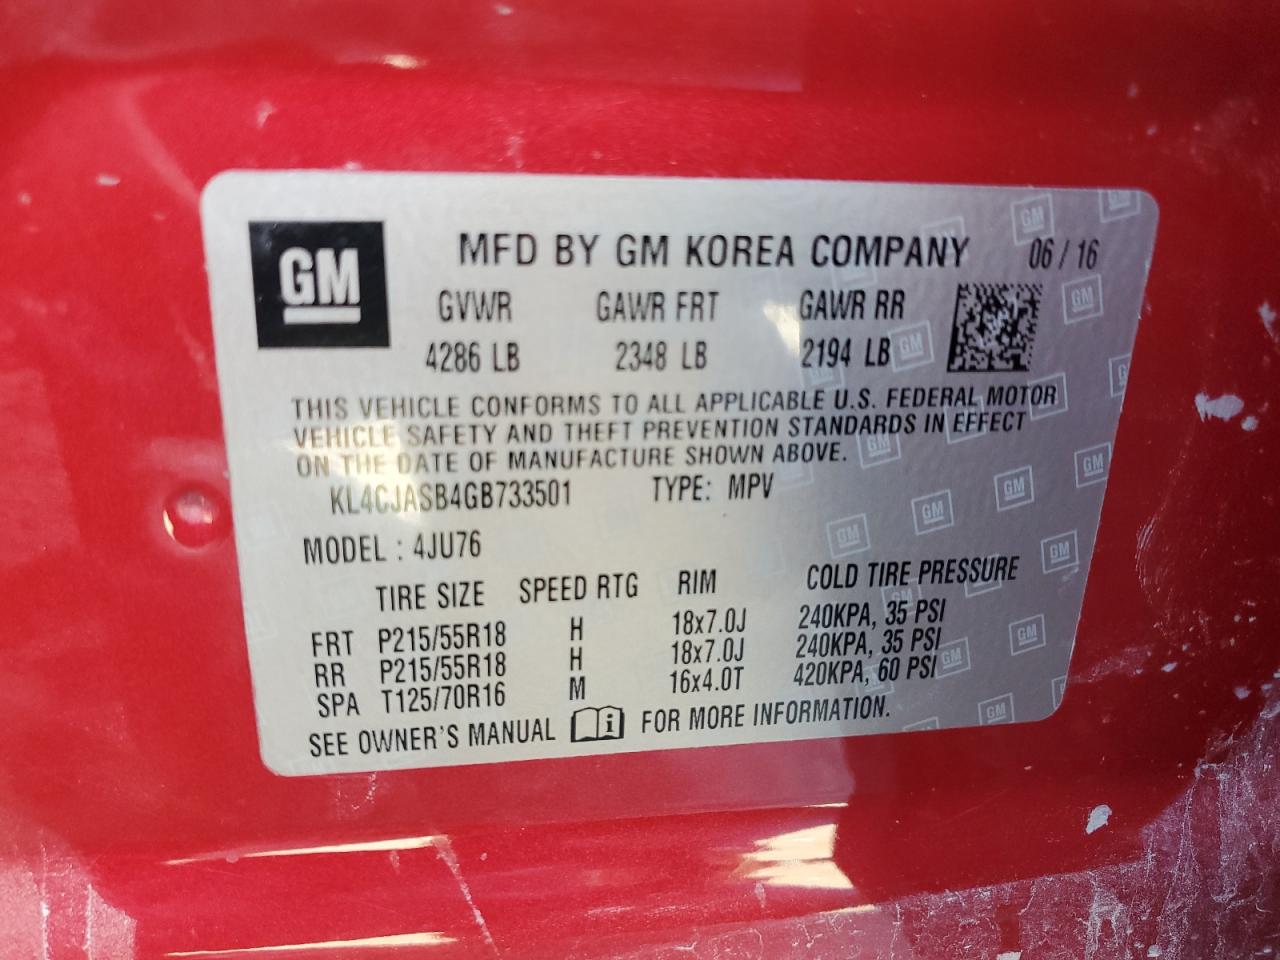 GM
MFD BY GM KOREA COMPANY 06 / 16
GVWR GAWR FRT GAWR RR
4286 LB 2348 LB 2194 LB
THIS VEHICLE CONFORMS TO ALL APPLICABLE U.S. FEDERAL MOTOR
VEHICLE SAFETY AND THEFT PREVENTION STANDARDS IN EFFECT
ON THE DATE OF MANUFACTURE SHOWN ABOVE.
KL4CJASB4GB733501 TYPE: MPV
MODEL : 4JU76
TIRE SIZE SPEED RTG RIM COLD TIRE PRESSURE
FRT P215/55R18 H 18x7.0J 240KPA, 35 PSI
RR P215/55R18 H 18x7.0J 240KPA, 35 PSI
SPA T125/70R16 M 16x4.0T 420KPA, 60 PSI
SEE OWNER'S MANUAL i FOR MORE INFORMATION.